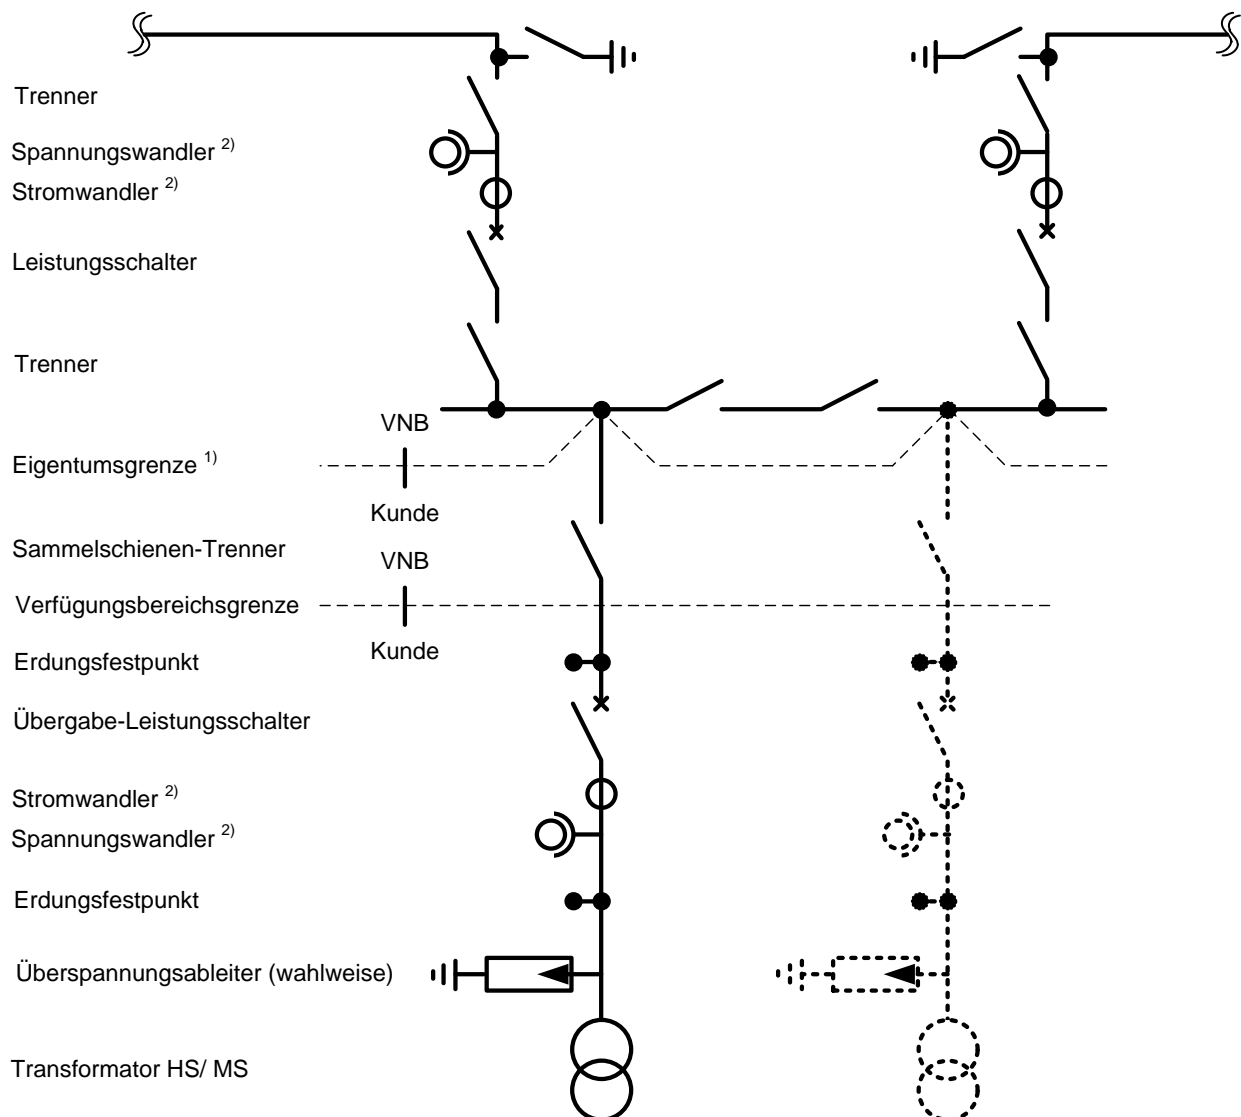 Trenner
Spannungswandler 2)
Stromwandler 2)
Leistungsschalter
Trenner
VNB
Eigentumsgrenze 1)
Kunde
Sammelschienen-Trenner
VNB
Verfügungsbereichsgrenze
Kunde
Erdungsfestpunkt
Übergabe-Leistungsschalter
Stromwandler 2)
Spannungswandler 2)
Erdungsfestpunkt
Überspannungsableiter (wahlweise)
Transformator HS/ MS